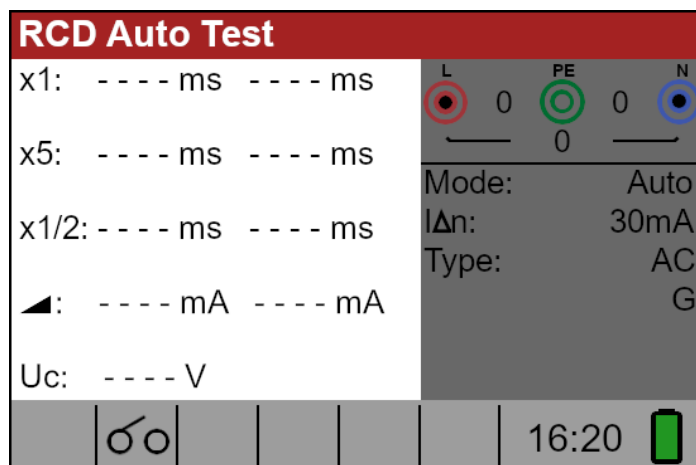 RCD Auto Test
x1: - - - - ms - - - - ms
x5: - - - - ms - - - - ms
x1/2: - - - - ms - - - - ms
◢: - - - - mA - - - - mA
Uc: - - - - V
L PE N
0 0
0
Mode: Auto
IΔn: 30mA
Type: AC
G
16:20